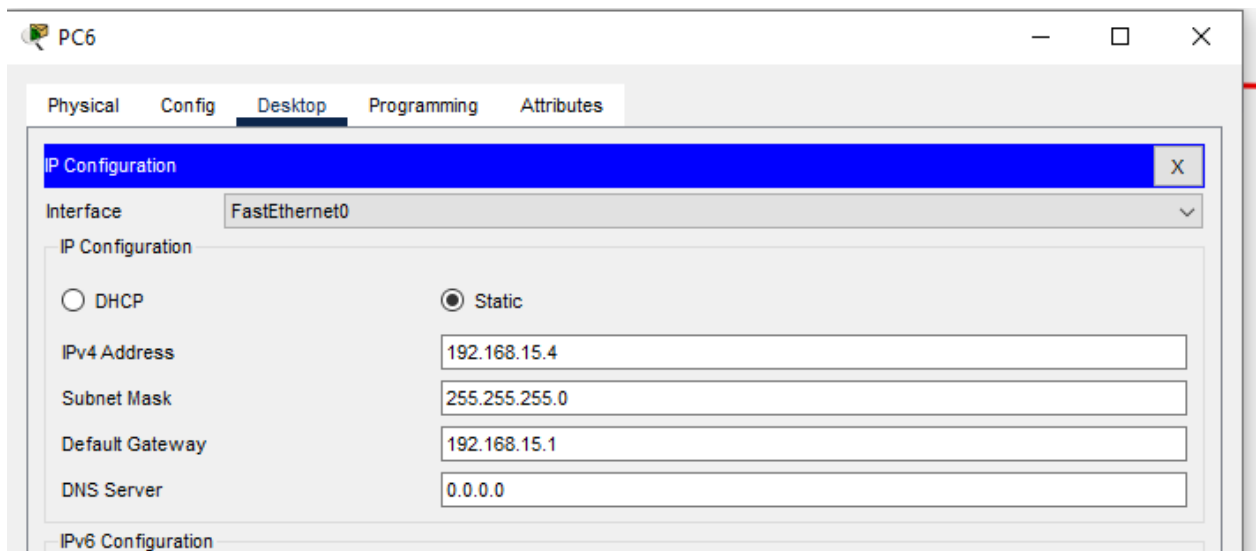 PC6
Physical Config Desktop Programming Attributes
IP Configuration X
Interface FastEthernet0
IP Configuration
DHCP Static
IPv4 Address 192.168.15.4
Subnet Mask 255.255.255.0
Default Gateway 192.168.15.1
DNS Server 0.0.0.0
IPv6 Configuration